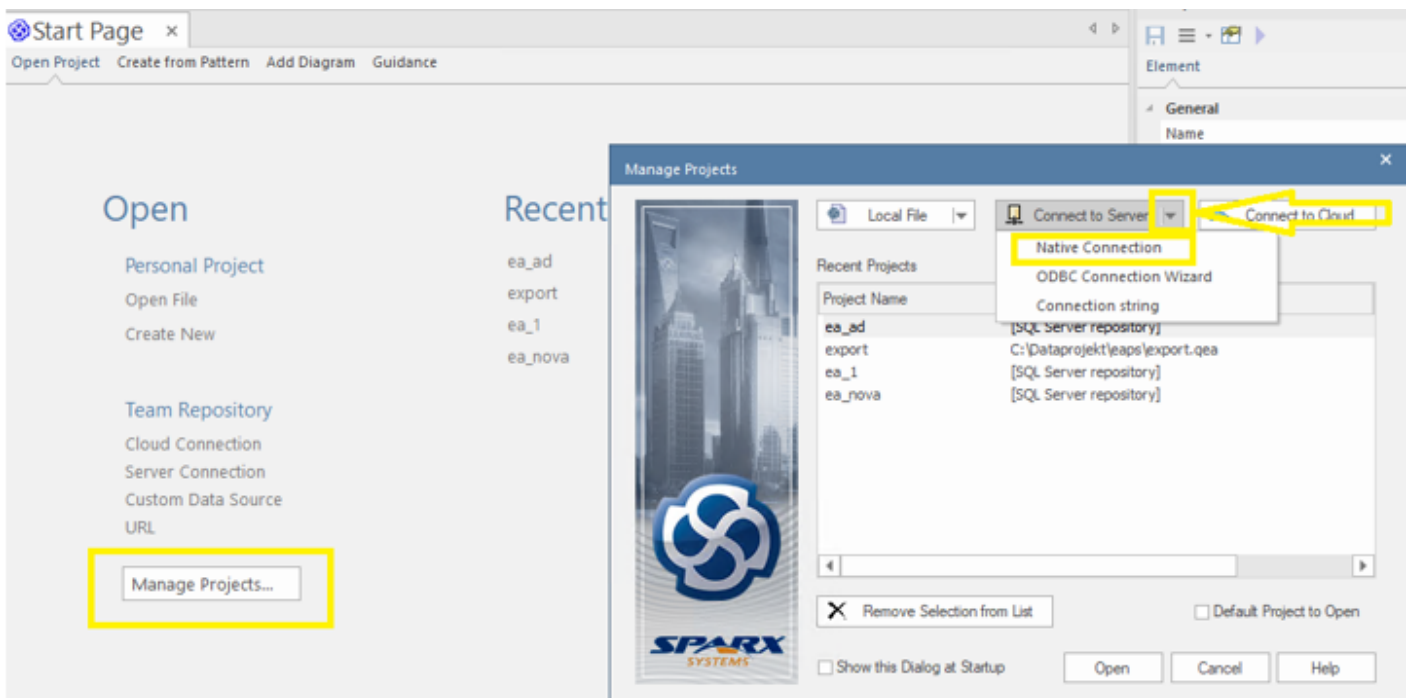 Start Page ×
Open Project Create from Pattern Add Diagram Guidance
Element
General
Name
Open
Personal Project
Open File
Create New
Team Repository
Cloud Connection
Server Connection
Custom Data Source
URL
Manage Projects...
Recent
ea_ad
export
ea_1
ea_nova
Manage Projects
Local File
Connect to Server
Connect to Cloud
Native Connection
ODBC Connection Wizard
Connection string
Recent Projects
Project Name
ea_ad [SQL Server repository]
export C:\Dataprojekt\eaps\export.qea
ea_1 [SQL Server repository]
ea_nova [SQL Server repository]
Remove Selection from List
Default Project to Open
Show this Dialog at Startup
Open
Cancel
Help
SPARX
SYSTEMS